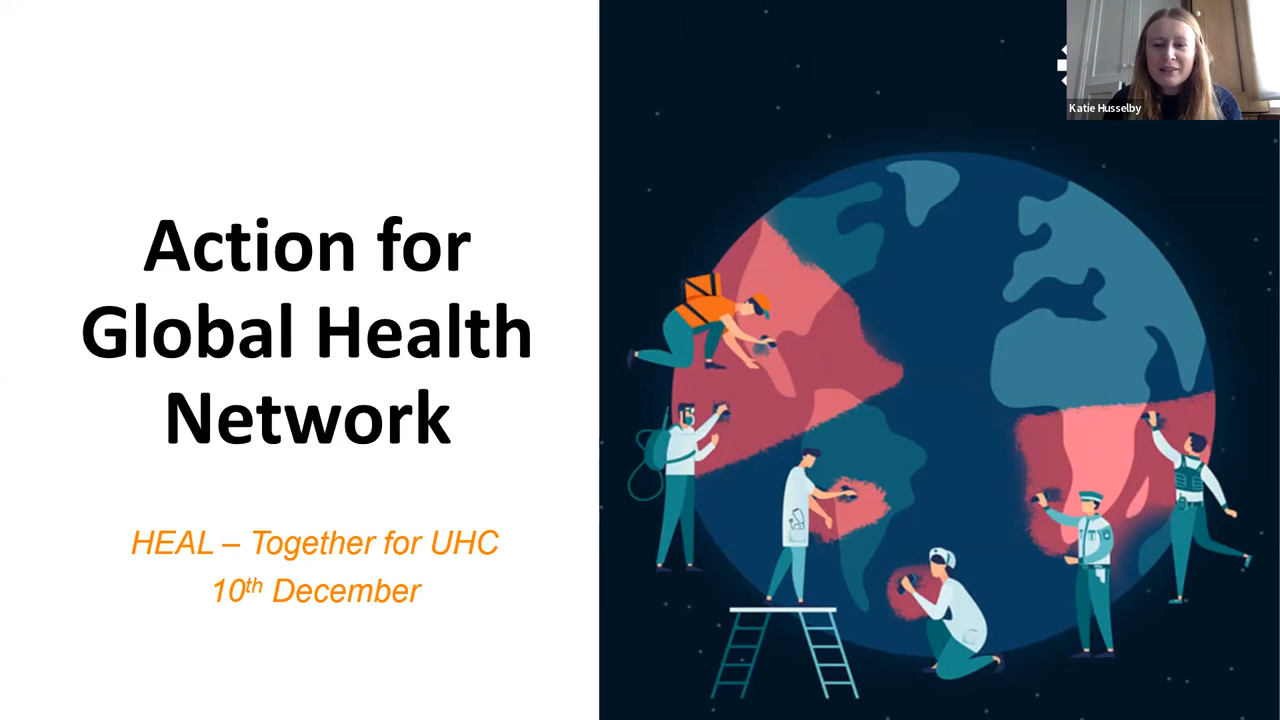 Action for
Global Health
Network
HEAL – Together for UHC
10th December
Katie Husselby